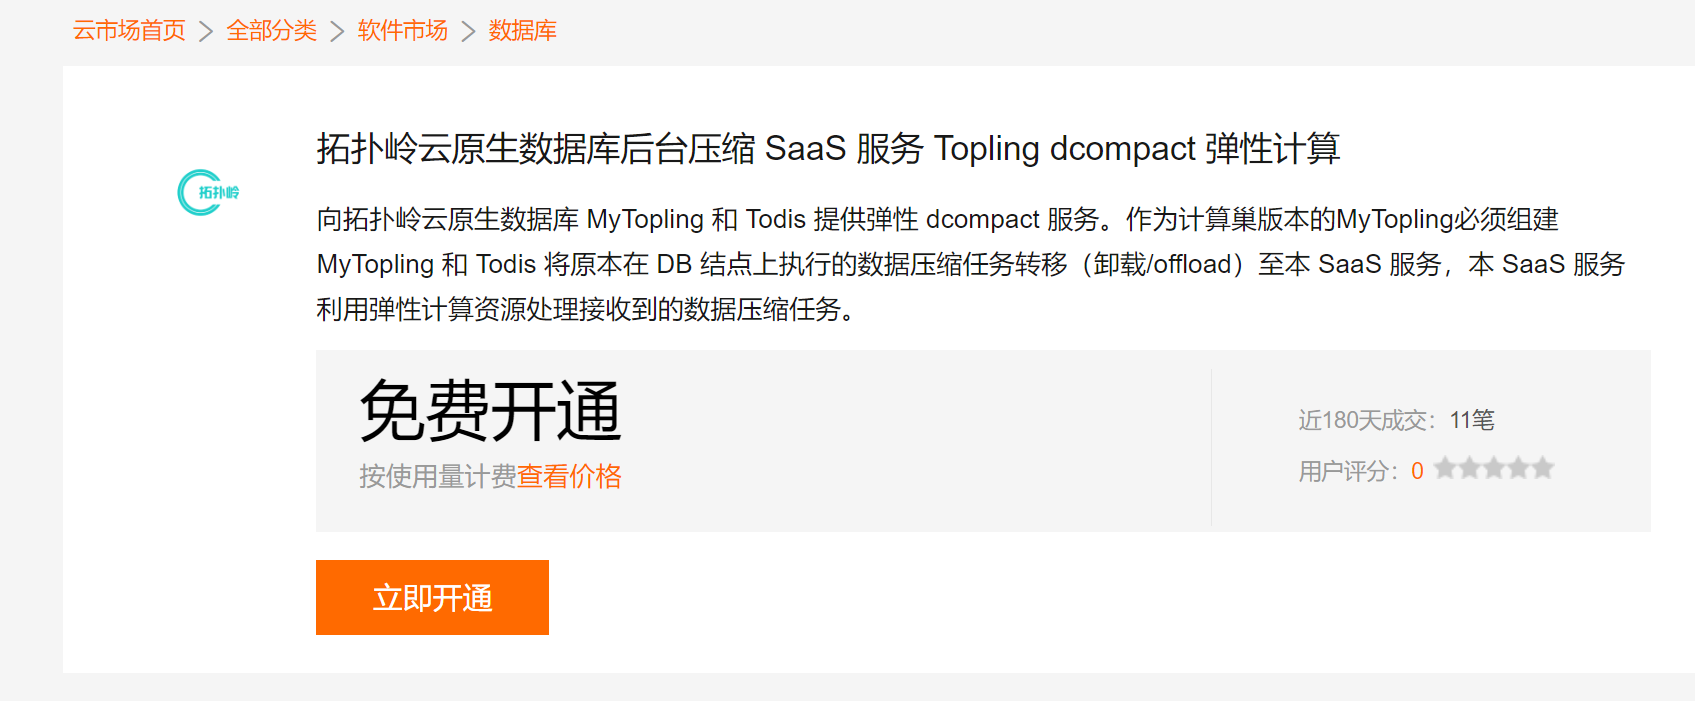 云市场首页 > 全部分类 > 软件市场 > 数据库
拓扑岭
拓扑岭云原生数据库后台压缩 SaaS 服务 Topling dcompact 弹性计算
向拓扑岭云原生数据库 MyTopling 和 Todis 提供弹性 dcompact 服务。作为计算巢版本的MyTopling必须组建
MyTopling 和 Todis 将原本在 DB 结点上执行的数据压缩任务转移（卸载/offload）至本 SaaS 服务，本 SaaS 服务
利用弹性计算资源处理接收到的数据压缩任务。
免费开通
按使用量计费查看价格
近180天成交：11笔
用户评分：0
立即开通